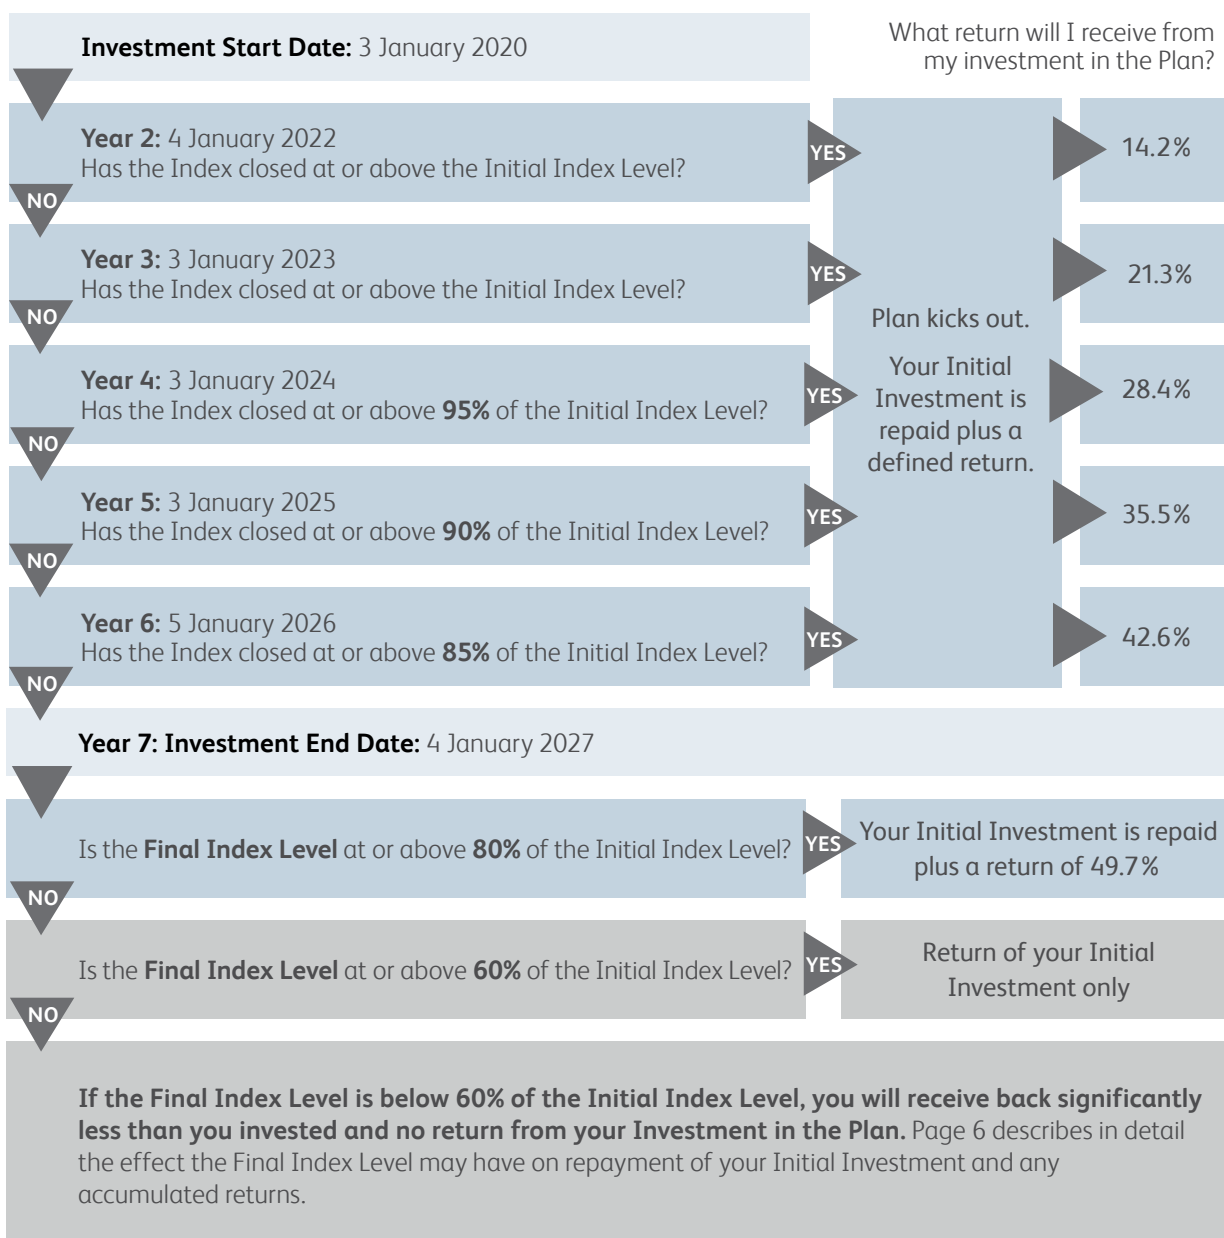 Investment Start Date: 3 January 2020
What return will I receive from
my investment in the Plan?
Year 2: 4 January 2022
Has the Index closed at or above the Initial Index Level?
YES
14.2%
NO
Year 3: 3 January 2023
Has the Index closed at or above the Initial Index Level?
YES
21.3%
NO
Plan kicks out.
Your Initial
Investment is
repaid plus a
defined return.
Year 4: 3 January 2024
Has the Index closed at or above 95% of the Initial Index Level?
YES
28.4%
NO
Year 5: 3 January 2025
Has the Index closed at or above 90% of the Initial Index Level?
YES
35.5%
NO
Year 6: 5 January 2026
Has the Index closed at or above 85% of the Initial Index Level?
YES
42.6%
NO
Year 7: Investment End Date: 4 January 2027
Is the Final Index Level at or above 80% of the Initial Index Level?
YES
Your Initial Investment is repaid
plus a return of 49.7%
NO
Is the Final Index Level at or above 60% of the Initial Index Level?
YES
Return of your Initial
Investment only
NO
If the Final Index Level is below 60% of the Initial Index Level, you will receive back significantly
less than you invested and no return from your Investment in the Plan. Page 6 describes in detail
the effect the Final Index Level may have on repayment of your Initial Investment and any
accumulated returns.